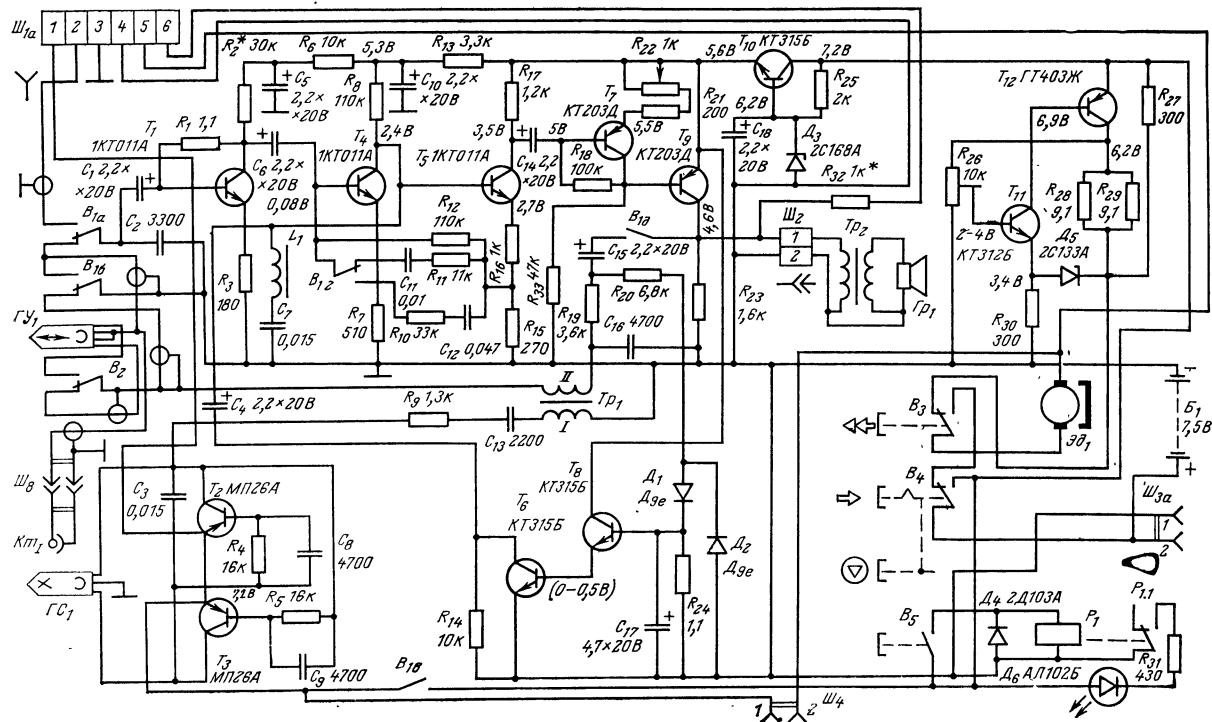 Ш1а
1 2 3 4 5 6
R2* 30к
R6 10к
5,3В
R13 3,3к
R22 1к
5,6В
T10 КТ315Б
7,2В
C5
2,2×
×20В
R8
110к
C10 2,2×
×20В
R17
1,2к
T7
КТ203Д
R21
200
R25
2к
T12 ГТ403Ж
R27
300
T1
1КТ011А
R1 1,1
C6 2,2×
×20В
0,08В
T4
1КТ011А
2,4В
3,5В
T5 1КТ011А
C14 2,2
×20В
5В
5,5В
R18
100к
T9
КТ203Д
6,2В
C18
2,2×
20В
Д3
2С168А
R32 1к*
6,9В
6,2В
C1 2,2×
×20В
R26
10к
R28
9,1
R29
9,1
T11
2-4В
КТ312Б
Д5
2С133А
3,4В
В1а
C2 3300
R12
110к
2,7В
R16
1к
4,6В
В1д
C15 2,2×20В
Ш2
1
2
Тр2
Гр1
В1б
R3
180
L1
C7
0,015
В1г
C11
0,01
R11 11к
R33 47к
R20 6,8к
R19
3,6к
C16 4700
R23
1,6к
R30
300
ГУ1
В2
R7
510
R10 33к
C12 0,047
R15
270
C4 2,2×20В
R9 1,3к
C13 2200
II
Тр1
I
В3
ЭД1
Б1
7,5В
Ш8
КтI
ГС1
C3
0,015
T2 МП26А
R4
16к
C8
4700
T6
КТ315Б
T8
КТ315Б
Д1
Д9е
Д2
Д9е
В4
Ш3а
1
2
7,2В
R5 16к
(0-0,5В)
R14
10к
C17
4,7×20В
R24
1,1
В5
Д4 2Д103А
P1
P1.1
T3
МП26А
C9 4700
В1в
Д6 АЛ102Б
R31
430
1
2
Ш4